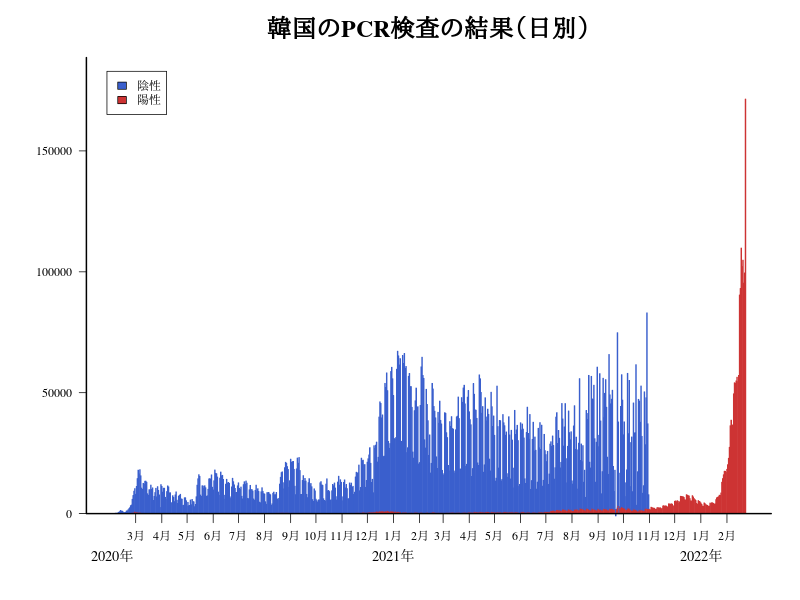 韓国のPCR検査の結果（日別）
陰性
陽性
150000
100000
50000
0
3月 4月 5月 6月 7月 8月 9月 10月 11月 12月 1月 2月 3月 4月 5月 6月 7月 8月 9月 10月 11月 12月 1月 2月
2020年 2021年 2022年